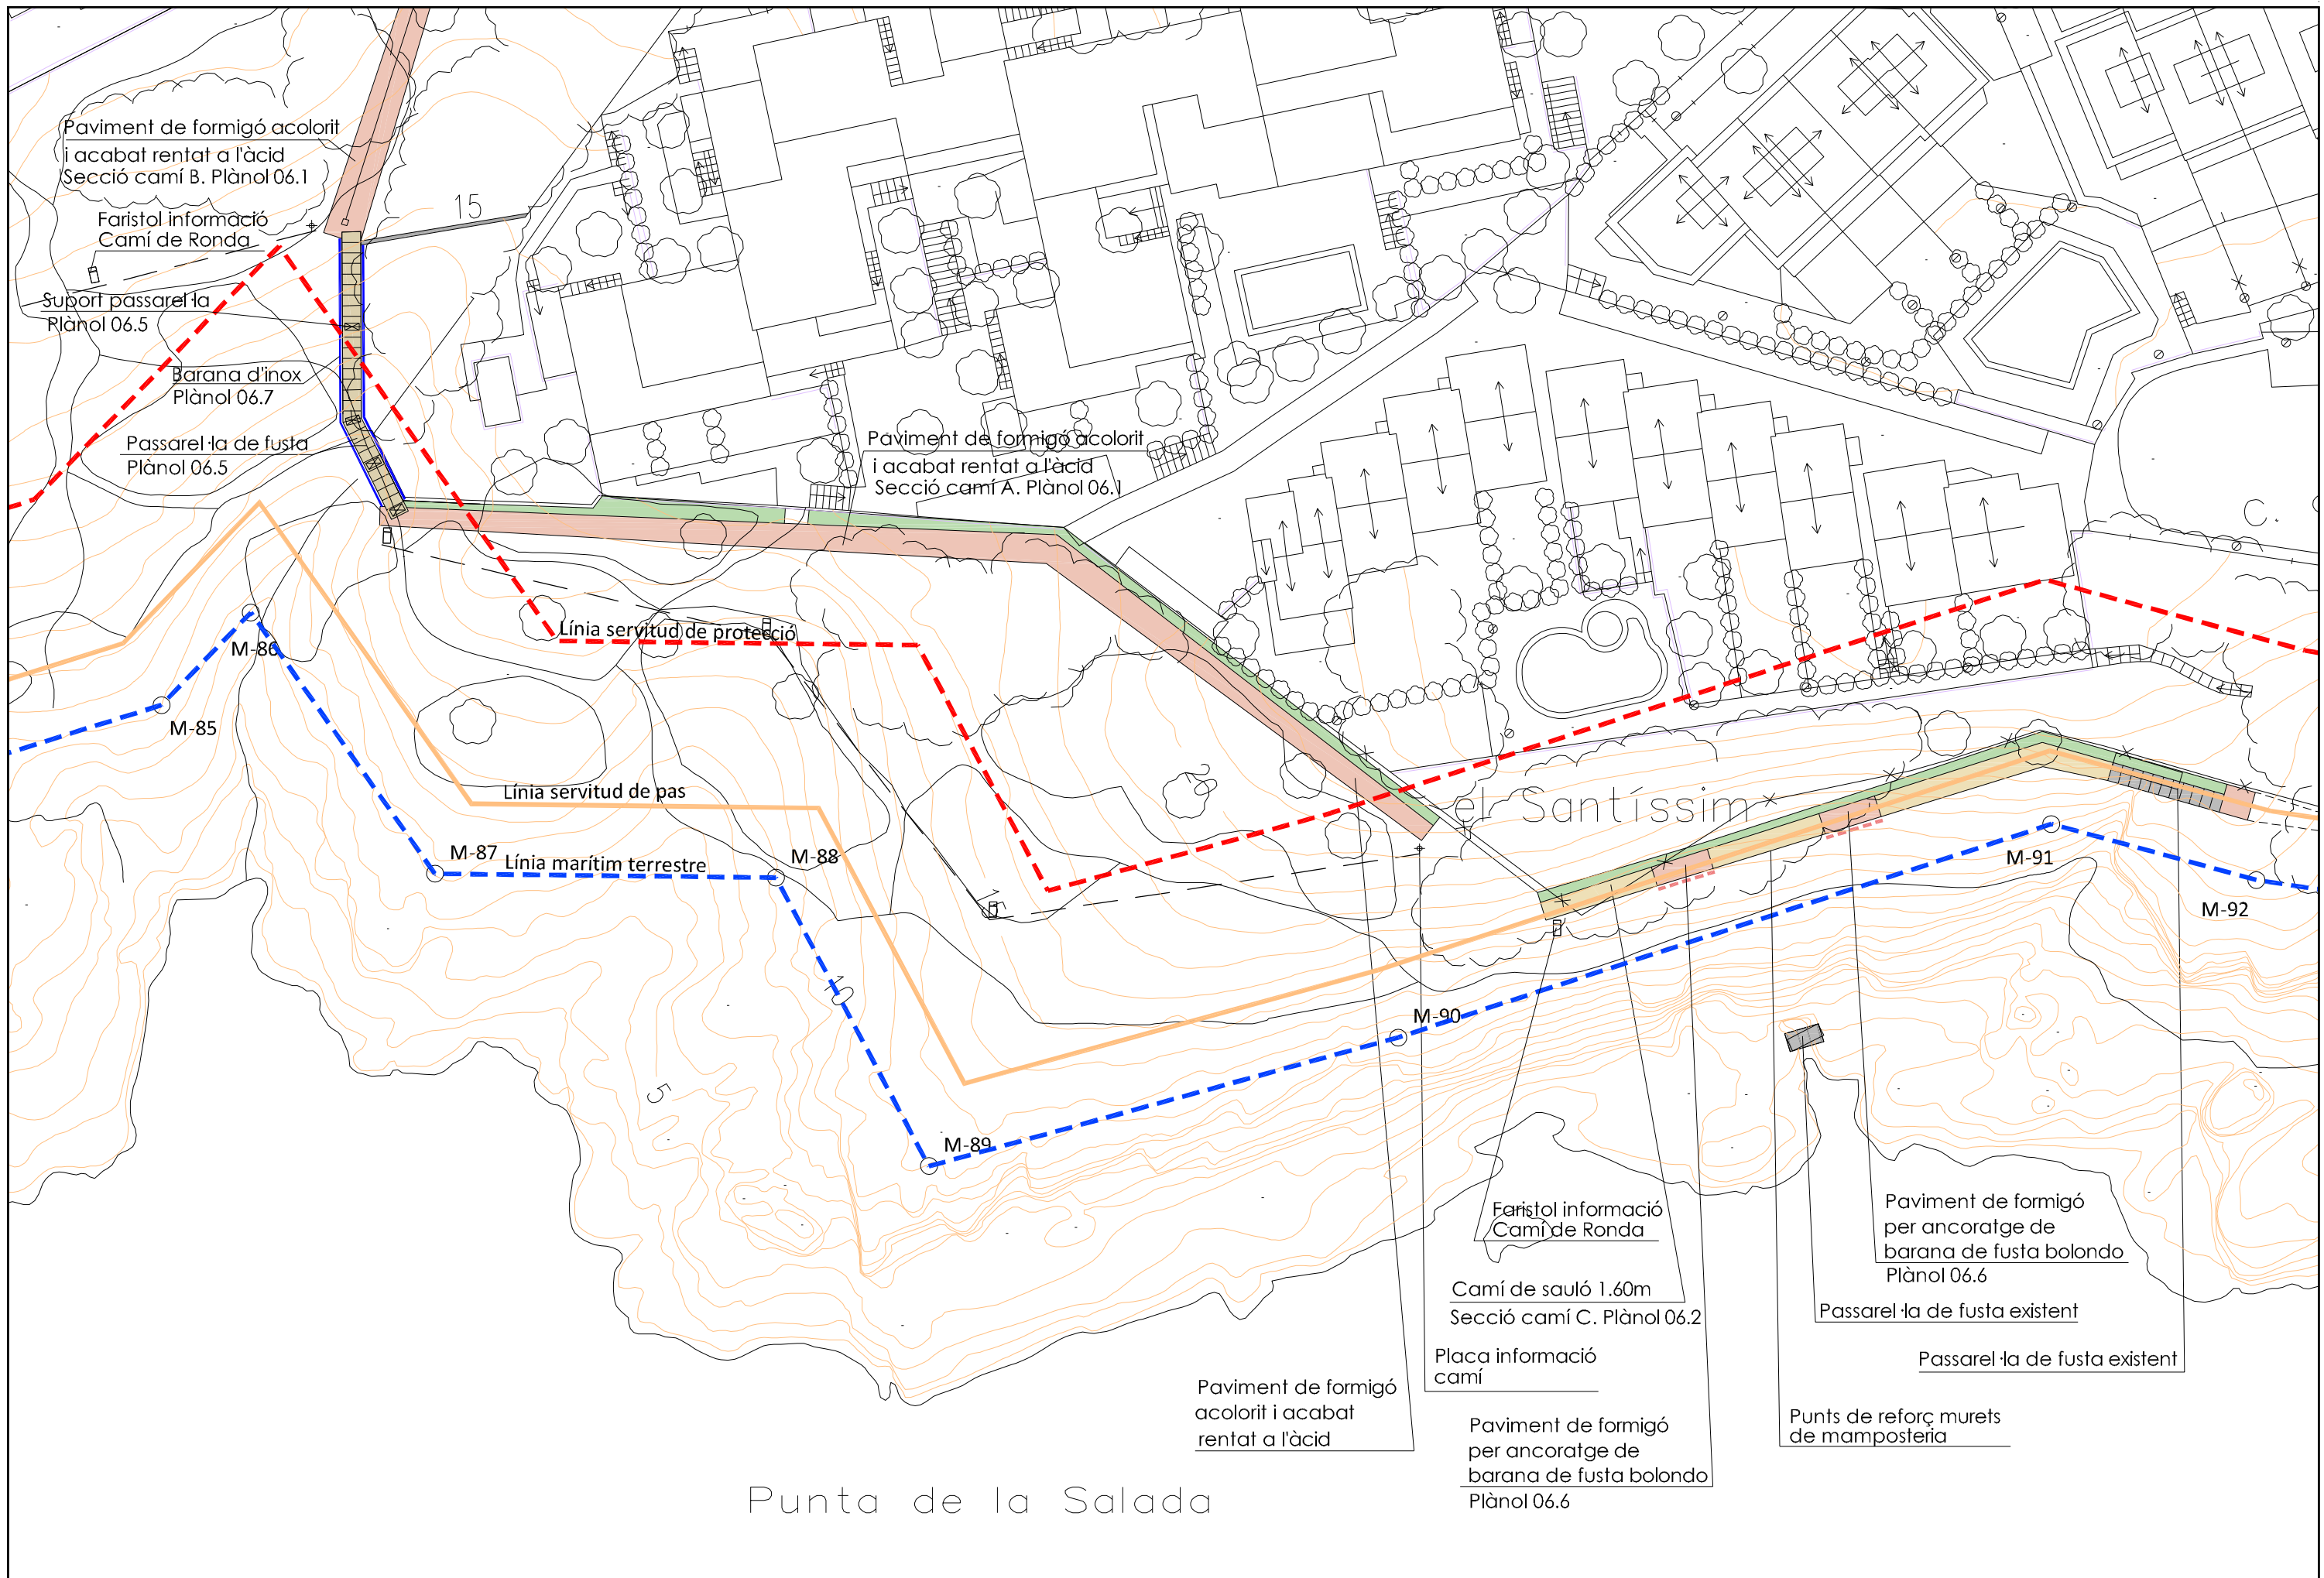 Paviment de formigó acolorit
i acabat rentat a l'àcid
Secció camí B. Plànol 06.1
15
Faristol informació
Camí de Ronda
Suport passarel·la
Plànol 06.5
Barana d'inox
Plànol 06.7
Passarel·la de fusta
Plànol 06.5
Paviment de formigó acolorit
i acabat rentat a l'àcid
Secció camí A. Plànol 06.1
C.
Línia servitud de protecció
M-86
M-85
Línia servitud de pas
el Santíssim
M-87
Línia marítim terrestre
M-88
M-91
M-92
10
M-90
5
M-89
Faristol informació
Camí de Ronda
Paviment de formigó
per ancoratge de
barana de fusta bolondo
Plànol 06.6
Camí de sauló 1.60m
Secció camí C. Plànol 06.2
Passarel·la de fusta existent
Placa informació
camí
Passarel·la de fusta existent
Paviment de formigó
acolorit i acabat
rentat a l'àcid
Paviment de formigó
per ancoratge de
barana de fusta bolondo
Plànol 06.6
Punts de reforç murets
de mamposteria
Punta de la Salada